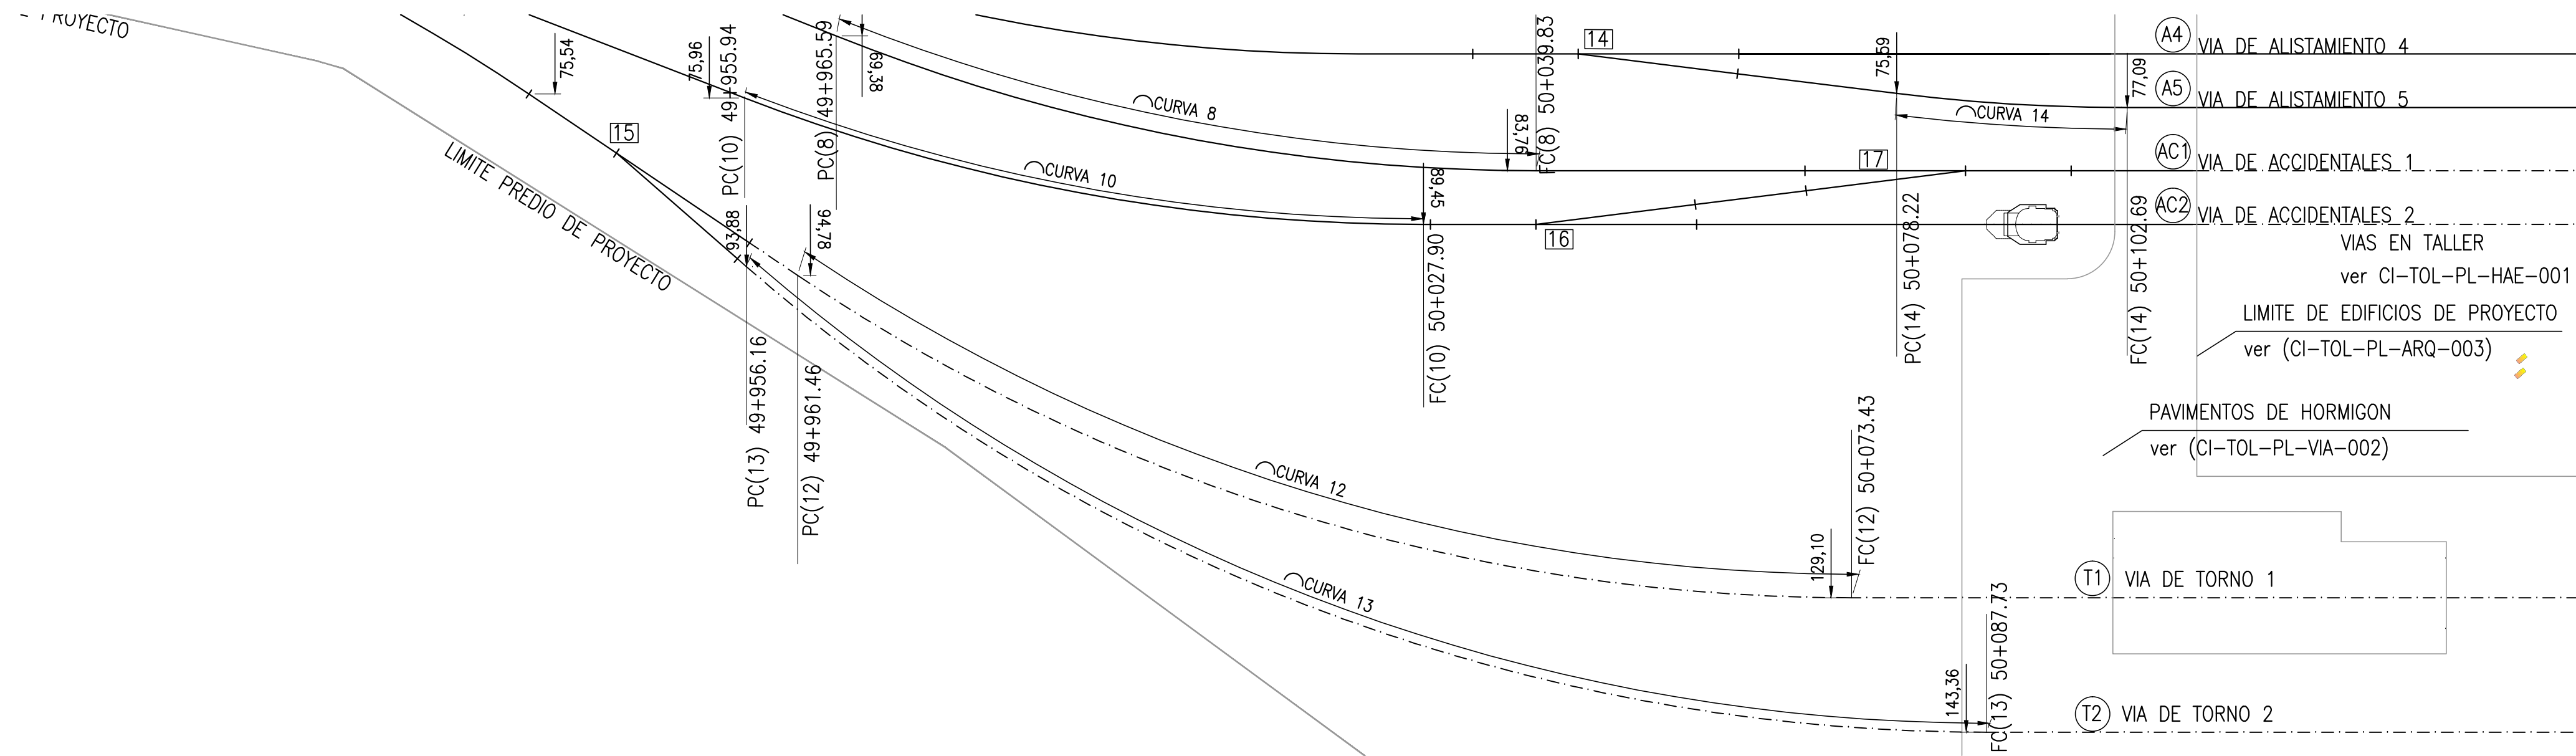 PROYECTO
75,54
75,96
PC(10) 49+955.94
PC(8) 49+965.59
69,38
CURVA 8
CURVA 10
83,76
FC(8) 50+039.83
14
75,59
CURVA 14
77,09
A4 VIA DE ALISTAMIENTO 4
A5 VIA DE ALISTAMIENTO 5
AC1 VIA DE ACCIDENTALES 1
AC2 VIA DE ACCIDENTALES 2
15
LIMITE PREDIO DE PROYECTO
93,88
94,78
89,45
16
17
PC(14) 50+078.22
FC(14) 50+102.69
FC(10) 50+027.90
VIAS EN TALLER
ver CI-TOL-PL-HAE-001
LIMITE DE EDIFICIOS DE PROYECTO
ver (CI-TOL-PL-ARQ-003)
PAVIMENTOS DE HORMIGON
ver (CI-TOL-PL-VIA-002)
PC(13) 49+956.16
PC(12) 49+961.46
CURVA 12
CURVA 13
129,10
FC(12) 50+073.43
T1 VIA DE TORNO 1
143,36
FC(13) 50+087.73
T2 VIA DE TORNO 2